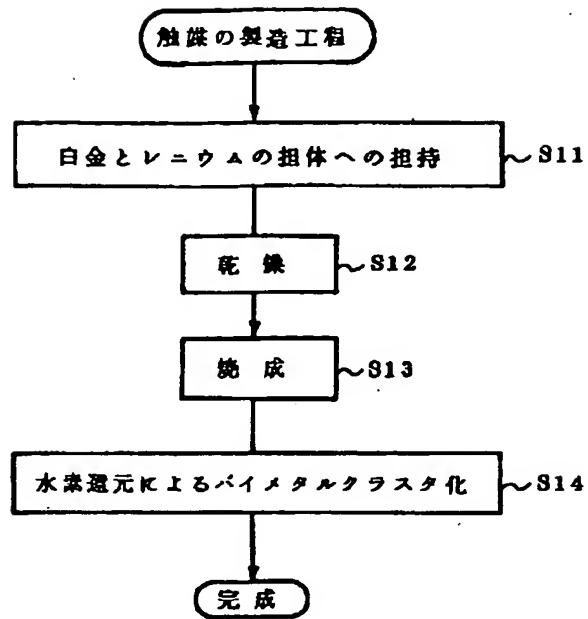 触媒の製造工程
白金とレニウムの担体への担持 S11
乾燥 S12
焼成 S13
水素還元によるバイメタルクラスタ化 S14
完成